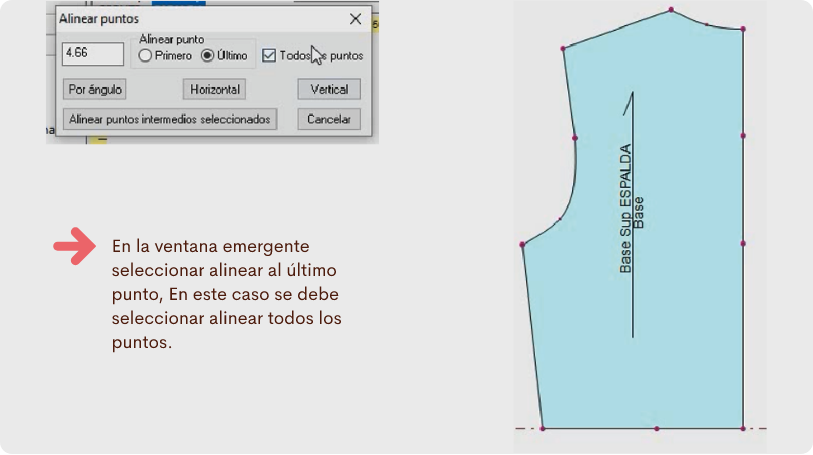 Alinear puntos
Alinear punto
4.66
Primero
Último
puntos
Por ángulo
Horizontal
Vertical
Alinear puntos intermedios seleccionados
Cancelar
En la ventana emergente
seleccionar alinear al último
punto, En este caso se debe
seleccionar alinear todos los
puntos.
Base Sup ESPALDA
Base